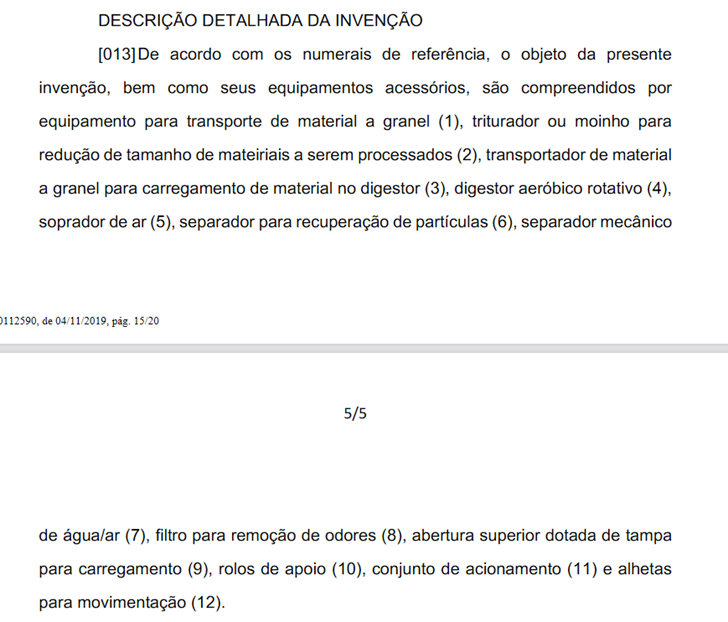 DESCRIÇÃO DETALHADA DA INVENÇÃO
[013]De acordo com os numerais de referência, o objeto da presente
invenção, bem como seus equipamentos acessórios, são compreendidos por
equipamento para transporte de material a granel (1), triturador ou moinho para
redução de tamanho de mateiriais a serem processados (2), transportador de material
a granel para carregamento de material no digestor (3), digestor aeróbico rotativo (4),
soprador de ar (5), separador para recuperação de partículas (6), separador mecânico
0112590, de 04/11/2019, pág. 15/20
5/5
de água/ar (7), filtro para remoção de odores (8), abertura superior dotada de tampa
para carregamento (9), rolos de apoio (10), conjunto de acionamento (11) e alhetas
para movimentação (12).